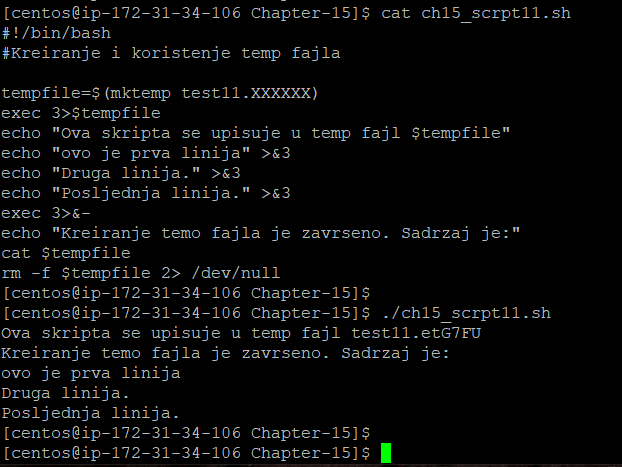 [centos@ip-172-31-34-106 Chapter-15]$ cat ch15_scrpt11.sh
#!/bin/bash
#Kreiranje i koristenje temp fajla

tempfile=$(mktemp test11.XXXXXX)
exec 3>$tempfile
echo "Ova skripta se upisuje u temp fajl $tempfile"
echo "ovo je prva linija" >&3
echo "Druga linija." >&3
echo "Posljednja linija." >&3
exec 3>&-
echo "Kreiranje temo fajla je zavrseno. Sadrzaj je:"
cat $tempfile
rm -f $tempfile 2> /dev/null
[centos@ip-172-31-34-106 Chapter-15]$
[centos@ip-172-31-34-106 Chapter-15]$ ./ch15_scrpt11.sh
Ova skripta se upisuje u temp fajl test11.etG7FU
Kreiranje temo fajla je zavrseno. Sadrzaj je:
ovo je prva linija
Druga linija.
Posljednja linija.
[centos@ip-172-31-34-106 Chapter-15]$
[centos@ip-172-31-34-106 Chapter-15]$